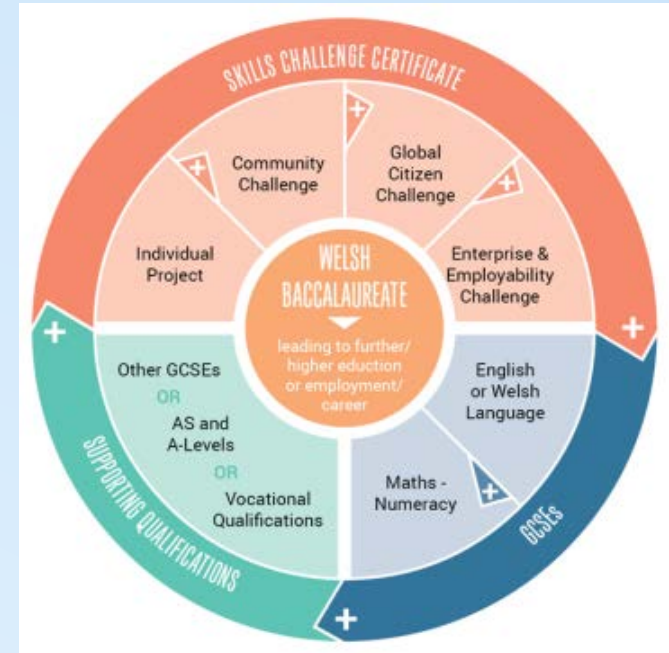 SKILLS CHALLENGE CERTIFICATE
+
+
+
Individual
Project
Community
Challenge
Global
Citizen
Challenge
Enterprise &
Employability
Challenge
WELSH
BACCALAUREATE
leading to further/
higher eduction
or employment/
career
+
+
English
or Welsh
Language
Maths -
Numeracy
+
GCSEs
Other GCSEs
OR
AS and
A-Levels
OR
Vocational
Qualifications
SUPPORTING QUALIFICATIONS
+